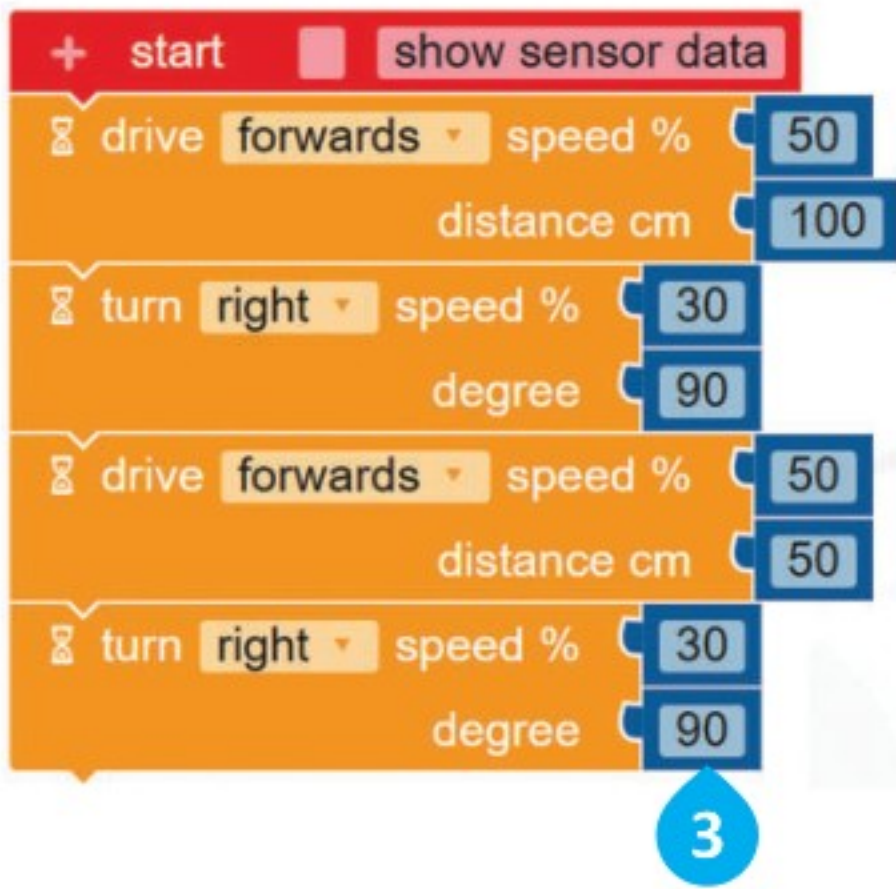 + start show sensor data
drive forwards speed % 50
distance cm 100
turn right speed % 30
degree 90
drive forwards speed % 50
distance cm 50
turn right speed % 30
degree 90
3